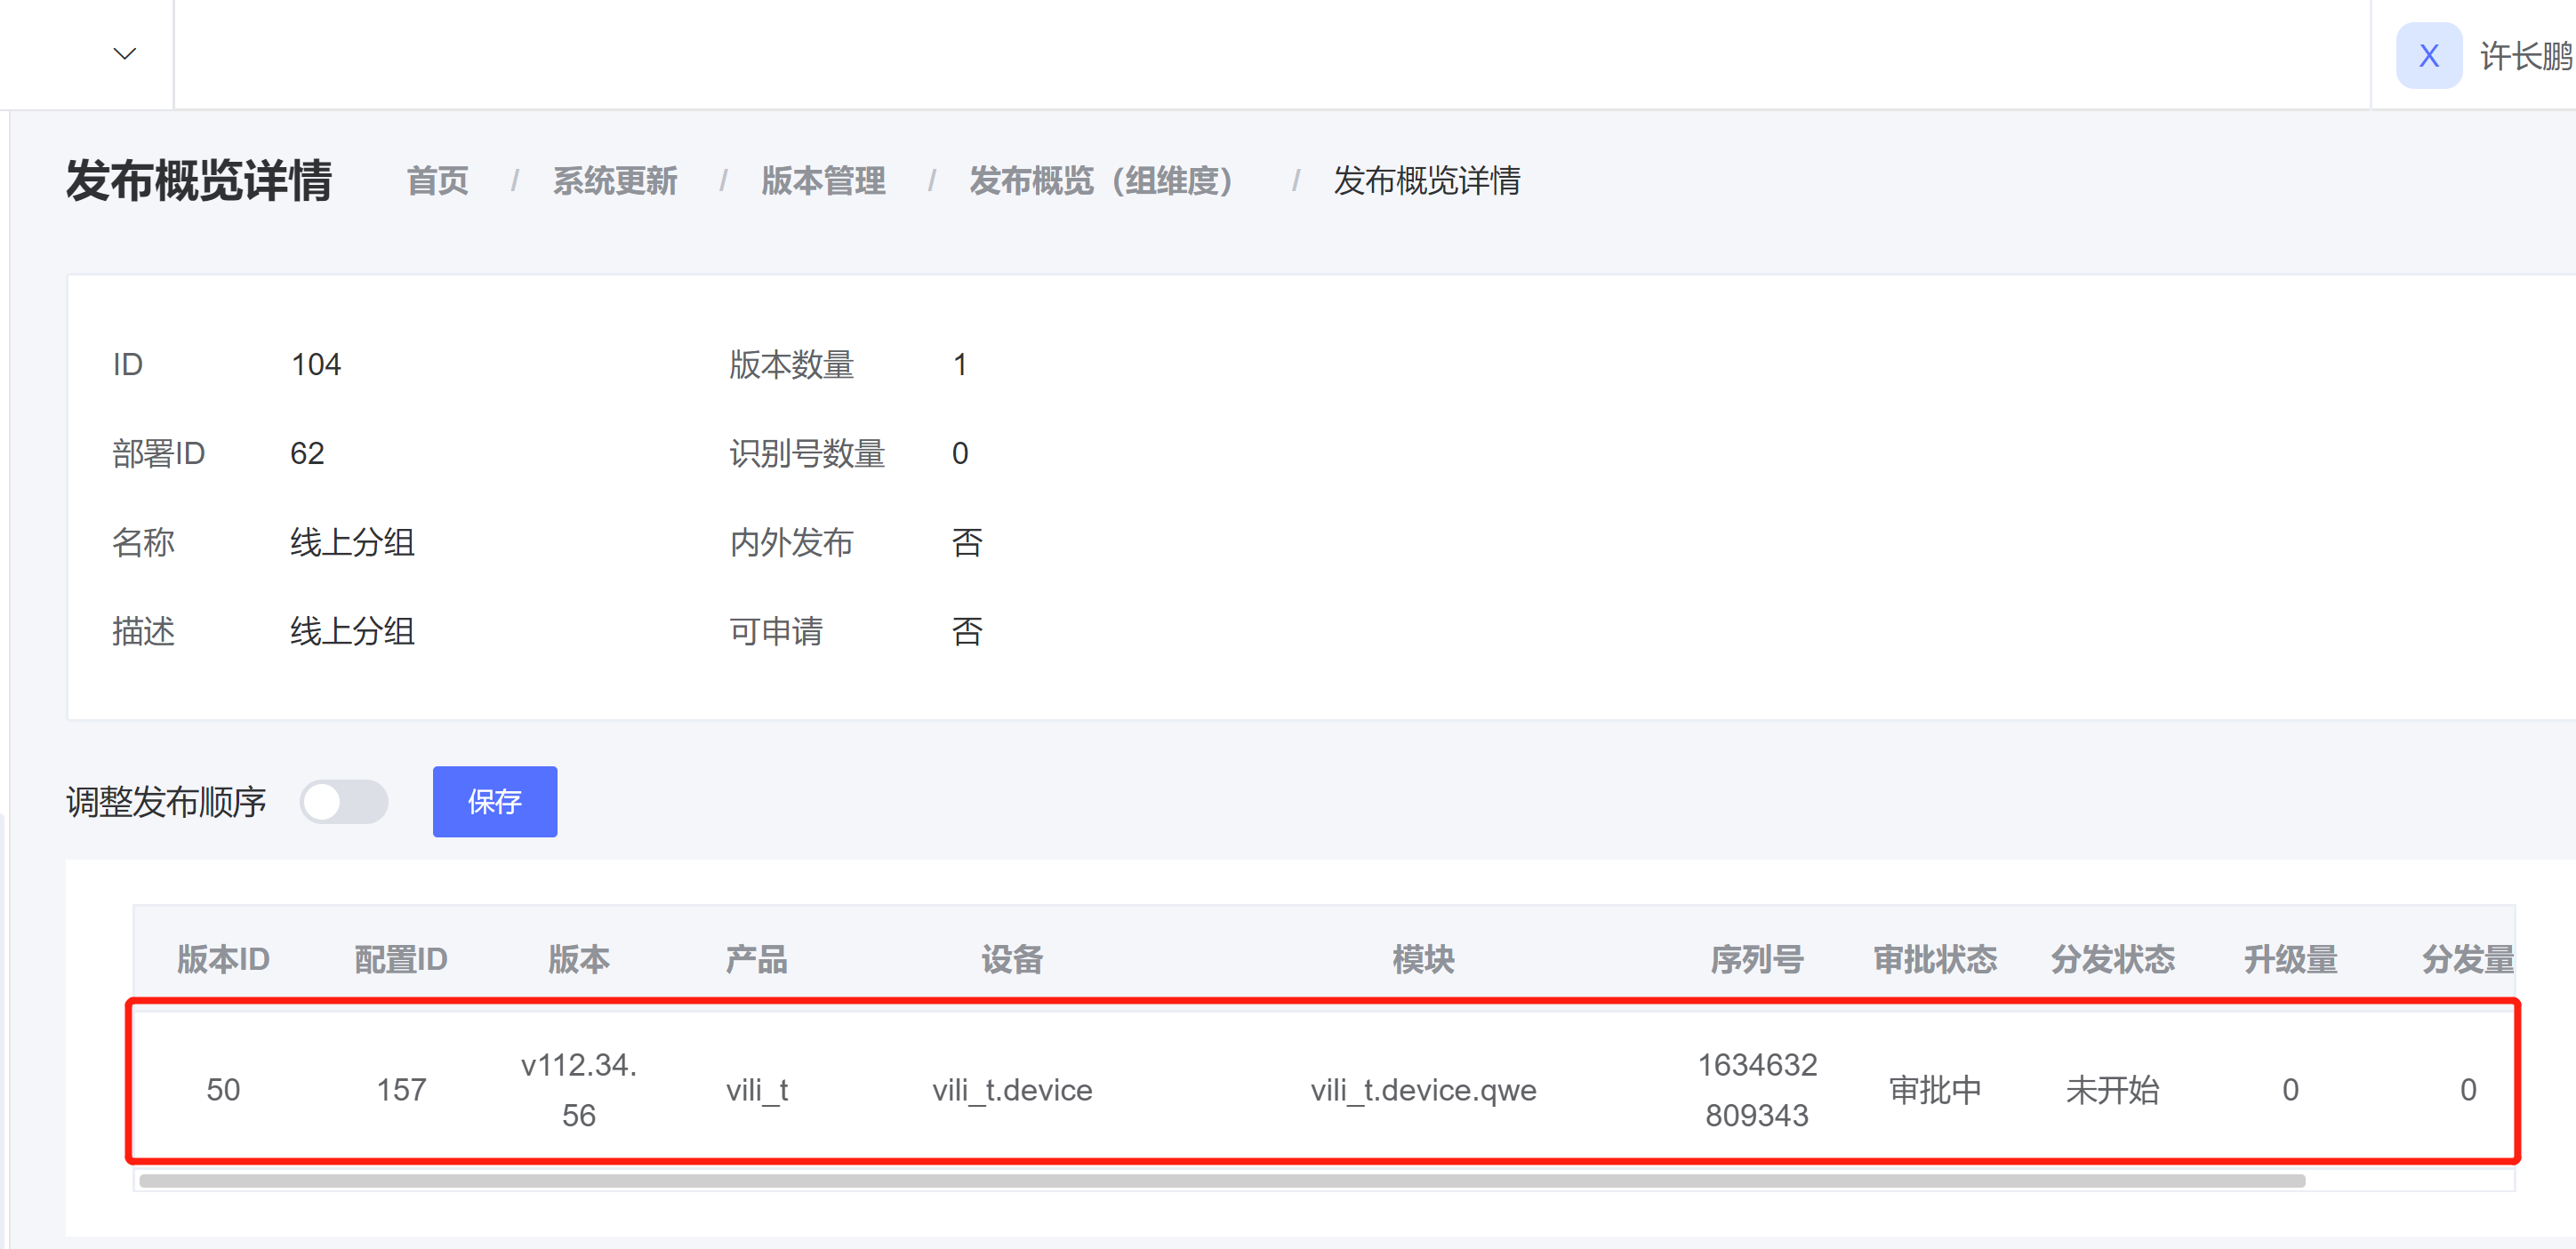 X 许长鹏
发布概览详情 首页 / 系统更新 / 版本管理 / 发布概览（组维度） / 发布概览详情
ID 104 版本数量 1
部署ID 62 识别号数量 0
名称 线上分组 内外发布 否
描述 线上分组 可申请 否
调整发布顺序 保存
版本ID 配置ID 版本 产品 设备 模块 序列号 审批状态 分发状态 升级量 分发量
50 157 v112.34.56 vili_t vili_t.device vili_t.device.qwe 1634632809343 审批中 未开始 0 0